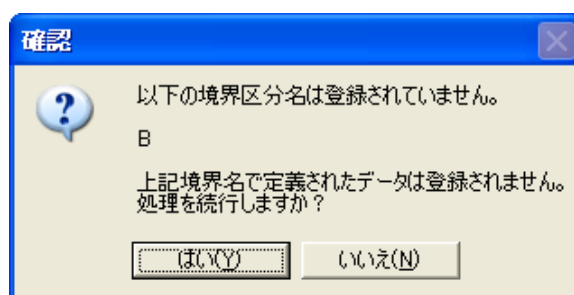 確認
以下の境界区分名は登録されていません。
B
上記境界名で定義されたデータは登録されません。
処理を続行しますか？
はい(Y)
いいえ(N)